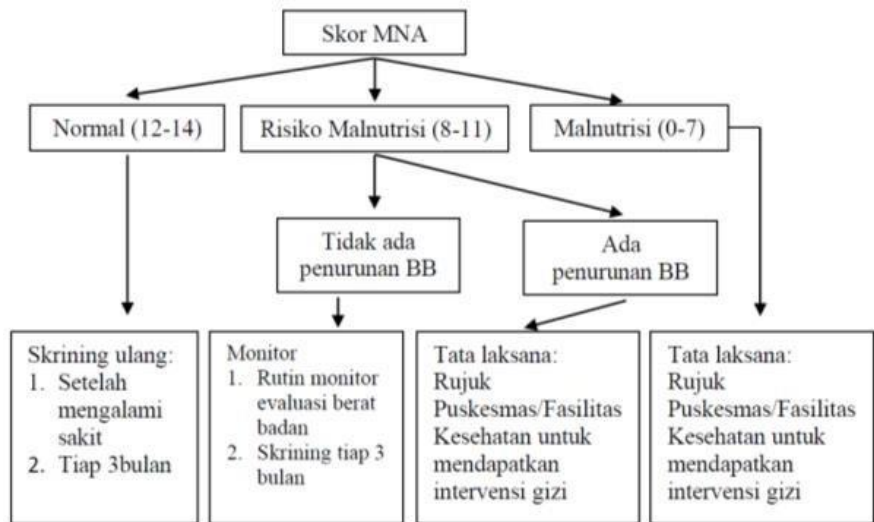 Skor MNA
Normal (12-14)
Risiko Malnutrisi (8-11)
Malnutrisi (0-7)
Tidak ada
penurunan BB
Ada
penurunan BB
Skrining ulang:
1. Setelah
mengalami
sakit
2. Tiap 3bulan
Monitor
1. Rutin monitor
evaluasi berat
badan
2. Skrining tiap 3
bulan
Tata laksana:
Rujuk
Puskesmas/Fasilitas
Kesehatan untuk
mendapatkan
intervensi gizi
Tata laksana:
Rujuk
Puskesmas/Fasilitas
Kesehatan untuk
mendapatkan
intervensi gizi